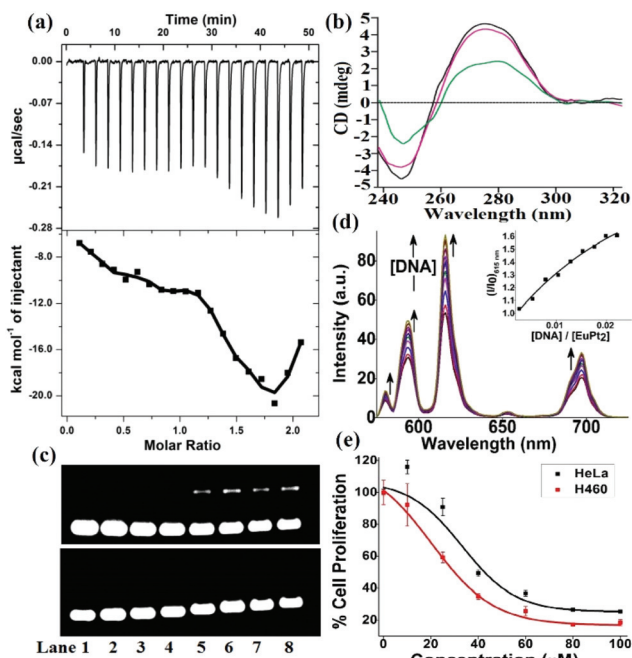 (a)
Time (min)
0 10 20 30 40 50
0.00
-0.07
-0.14
-0.21
-0.28
μcal/sec
-8.0
-12.0
-16.0
-20.0
kcal mol⁻¹ of injectant
0.0 0.5 1.0 1.5 2.0
Molar Ratio
(b)
5
4
3
2
1
0
-1
-2
-3
-4
-5
CD (mdeg)
240 260 280 300 320
Wavelength (nm)
(c)
Lane 1 2 3 4 5 6 7 8
(d)
80
60
40
20
0
Intensity (a.u.)
[DNA]
600 650 700
Wavelength (nm)
1.6
1.5
1.4
1.3
1.2
1.1
1.0
(I/I0)615 nm
0.01 0.02
[DNA] / [EuPt2]
(e)
120
100
80
60
40
20
% Cell Proliferation
HeLa
H460
0 20 40 60 80 100